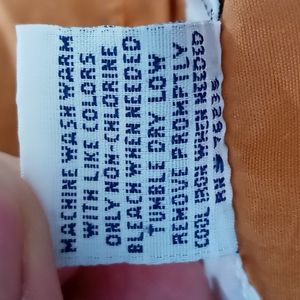 MACHINE WASH WARM
WITH LIKE COLORS
ONLY NON-CHLORINE
BLEACH WHEN NEEDED
TUMBLE DRY LOW
REMOVE PROMPTLY
COOL IRON WHEN NEEDED
RN#